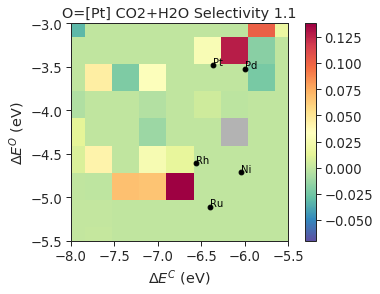 O=[Pt] CO2+H2O Selectivity 1.1
−3.0
−3.5
−4.0
−4.5
−5.0
−5.5
ΔE^O (eV)
Pt
Pd
Rh
Ni
Ru
−8.0 −7.5 −7.0 −6.5 −6.0 −5.5
ΔE^C (eV)
0.125
0.100
0.075
0.050
0.025
0.000
−0.025
−0.050